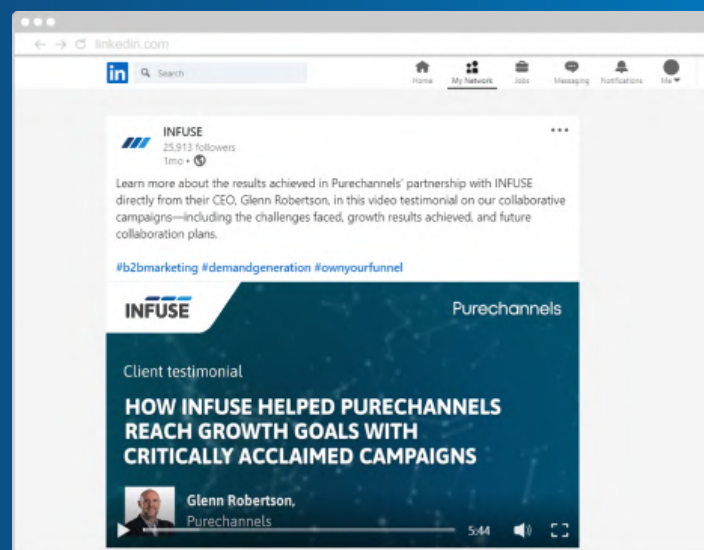 linkedin.com
in
Search
Home
My Network
Jobs
Messaging
Notifications
Me
INFUSE
25,913 followers
1mo •
Learn more about the results achieved in Purechannels' partnership with INFUSE
directly from their CEO, Glenn Robertson, in this video testimonial on our collaborative
campaigns—including the challenges faced, growth results achieved, and future
collaboration plans.
#b2bmarketing #demandgeneration #ownyourfunnel
INFUSE
Purechannels
Client testimonial
HOW INFUSE HELPED PURECHANNELS
REACH GROWTH GOALS WITH
CRITICALLY ACCLAIMED CAMPAIGNS
Glenn Robertson,
Purechannels
5:44